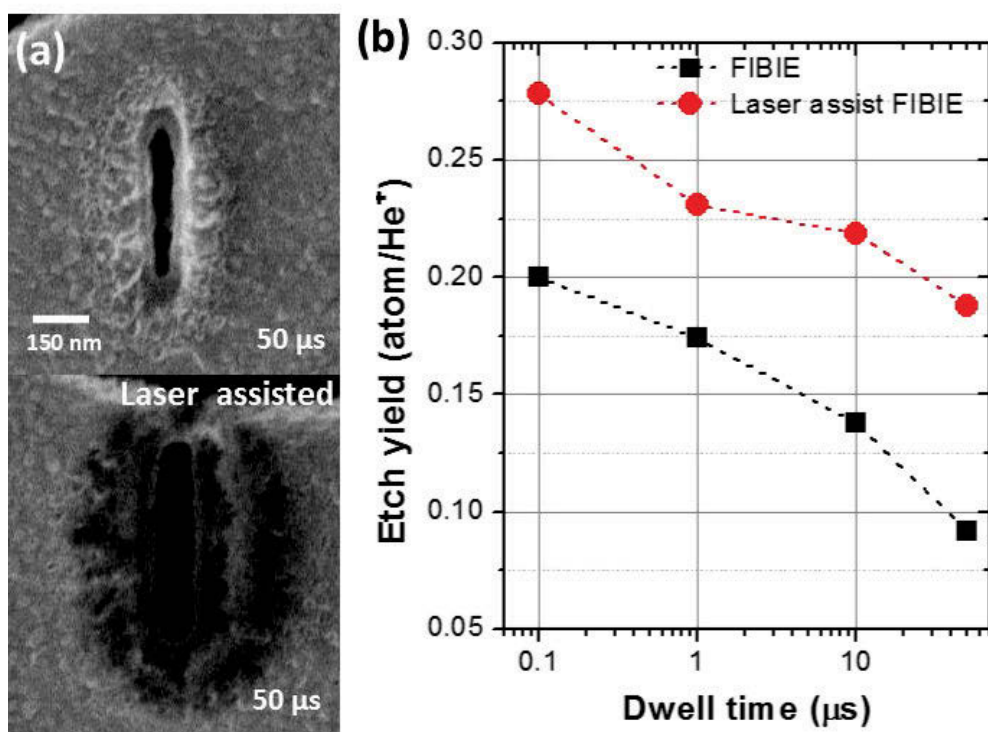 (a)
150 nm
50 µs
Laser assisted
50 µs
(b)
FIBIE
Laser assist FIBIE
Etch yield (atom/He⁺)
0.30
0.25
0.20
0.15
0.10
0.05
0.1 1 10
Dwell time (µs)